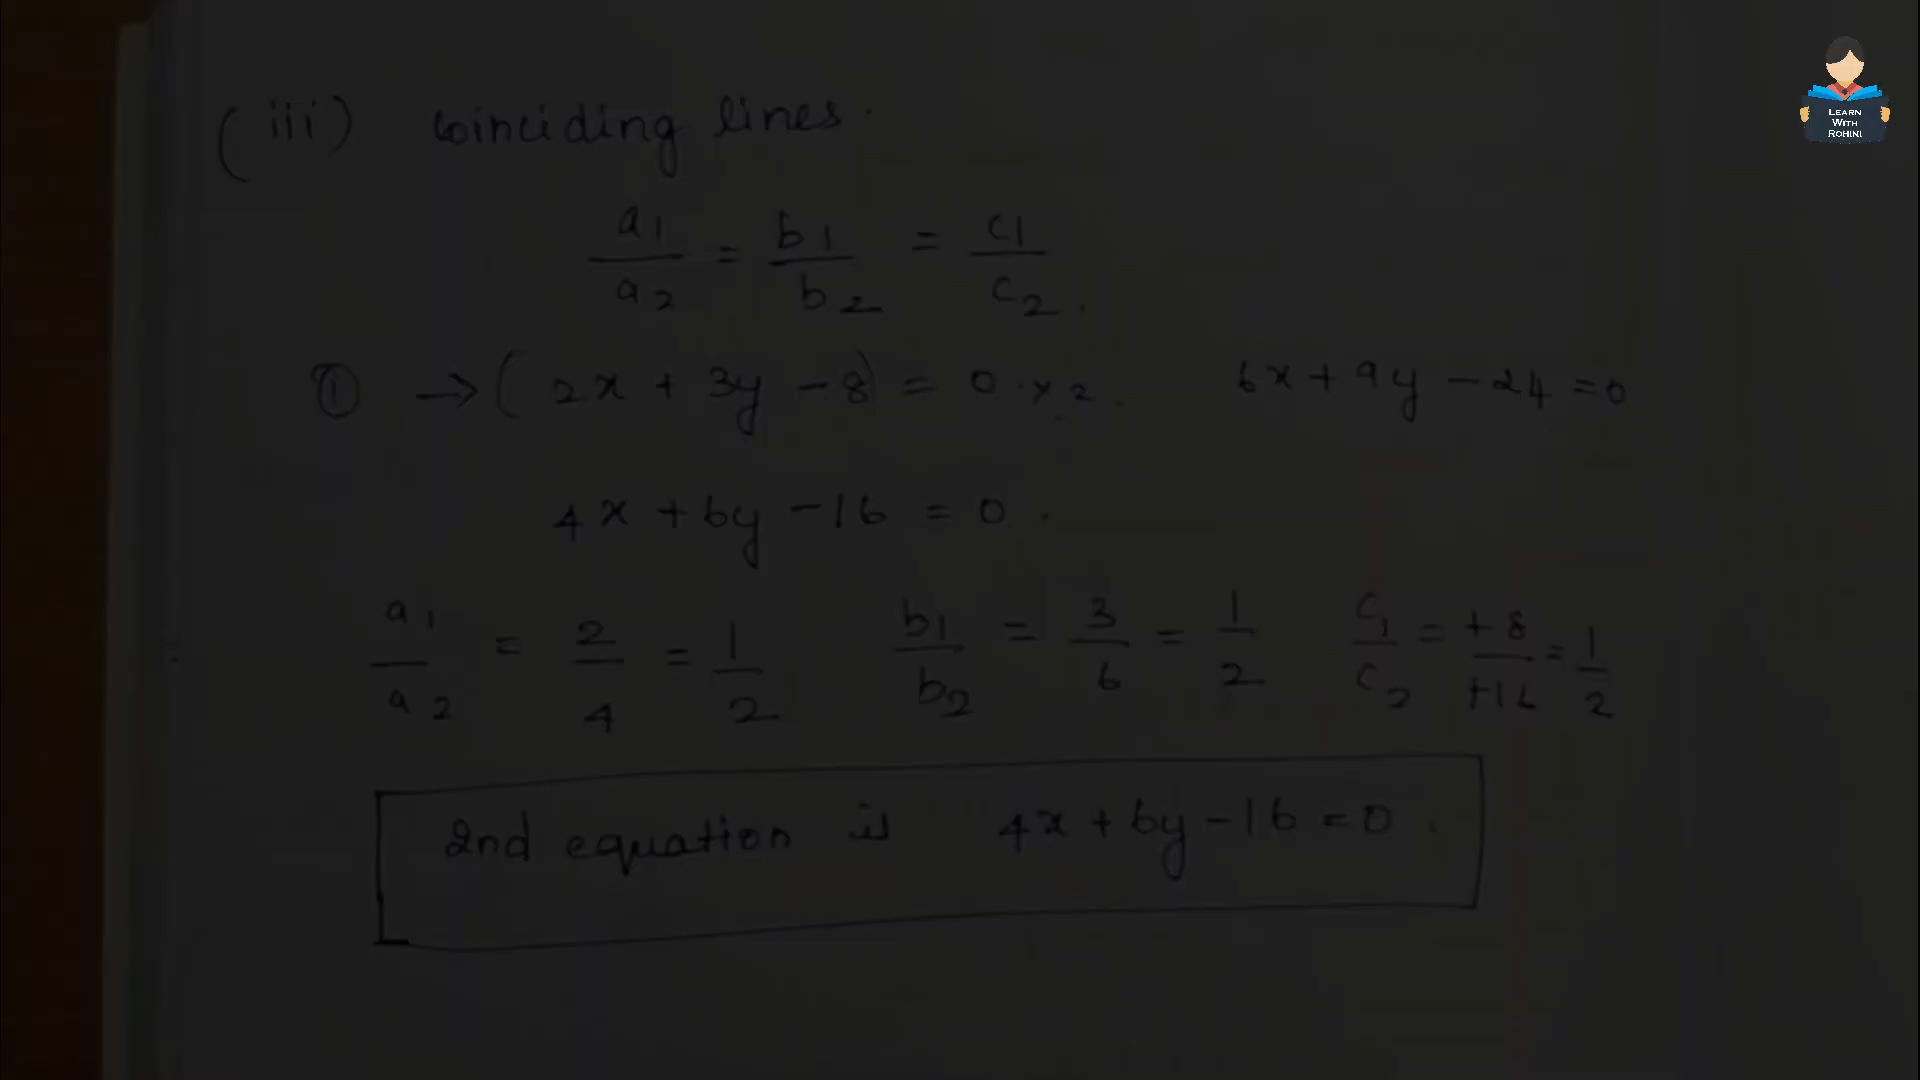 LEARN
WITH
ROHINI
(iii) Coinciding lines.
a1/a2 = b1/b2 = c1/c2.
① → (2x + 3y - 8) = 0 × 2. 6x + 9y - 24 = 0
4x + 6y - 16 = 0.
a1/a2 = 2/4 = 1/2 b1/b2 = 3/6 = 1/2 c1/c2 = +8/+16 = 1/2
2nd equation is 4x + 6y - 16 = 0.